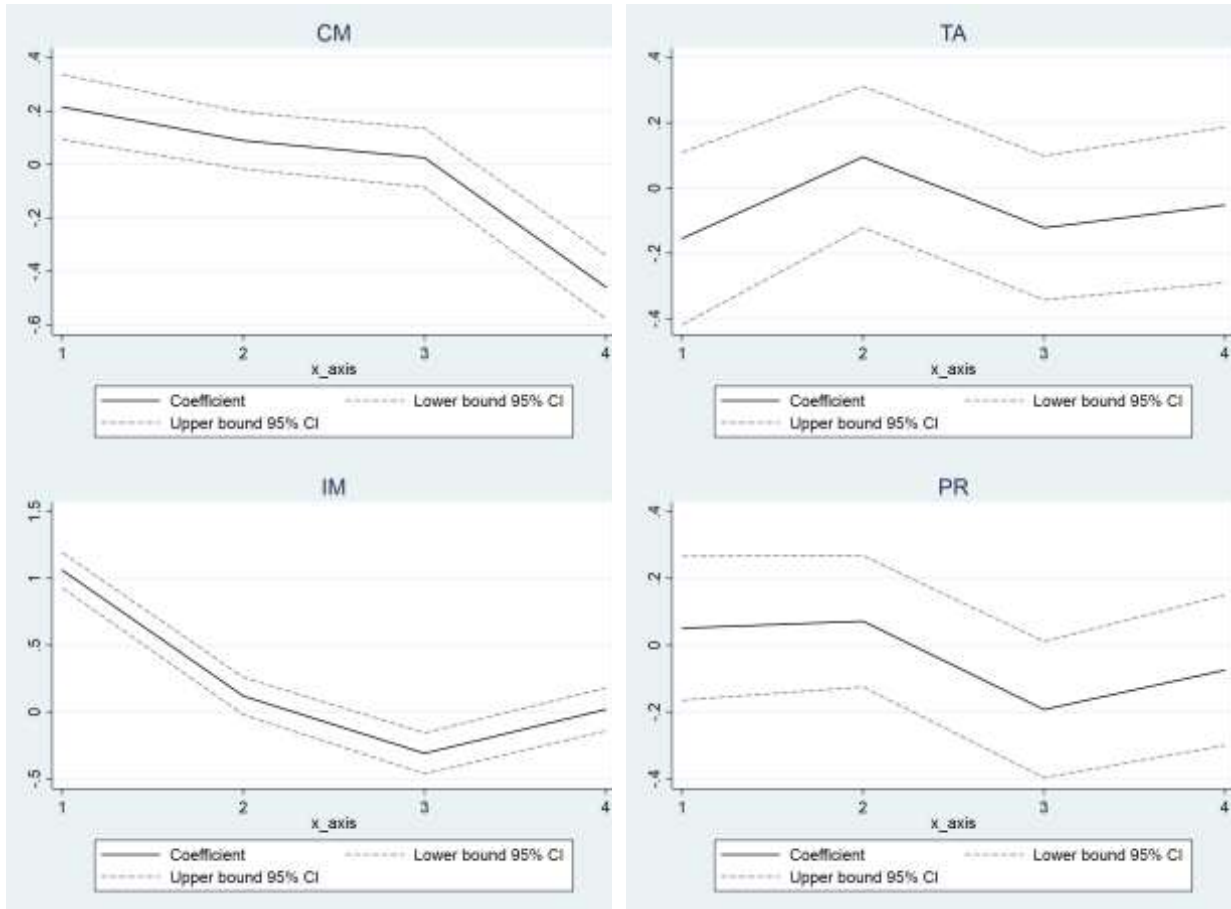 CM
.4
.2
0
-.2
-.4
-.6
1 2 3 4
x_axis
Coefficient Lower bound 95% CI
Upper bound 95% CI
TA
.4
.2
0
-.2
-.4
1 2 3 4
x_axis
Coefficient Lower bound 95% CI
Upper bound 95% CI
IM
1.5
1
.5
0
-.5
1 2 3 4
x_axis
Coefficient Lower bound 95% CI
Upper bound 95% CI
PR
.4
.2
0
-.2
-.4
1 2 3 4
x_axis
Coefficient Lower bound 95% CI
Upper bound 95% CI